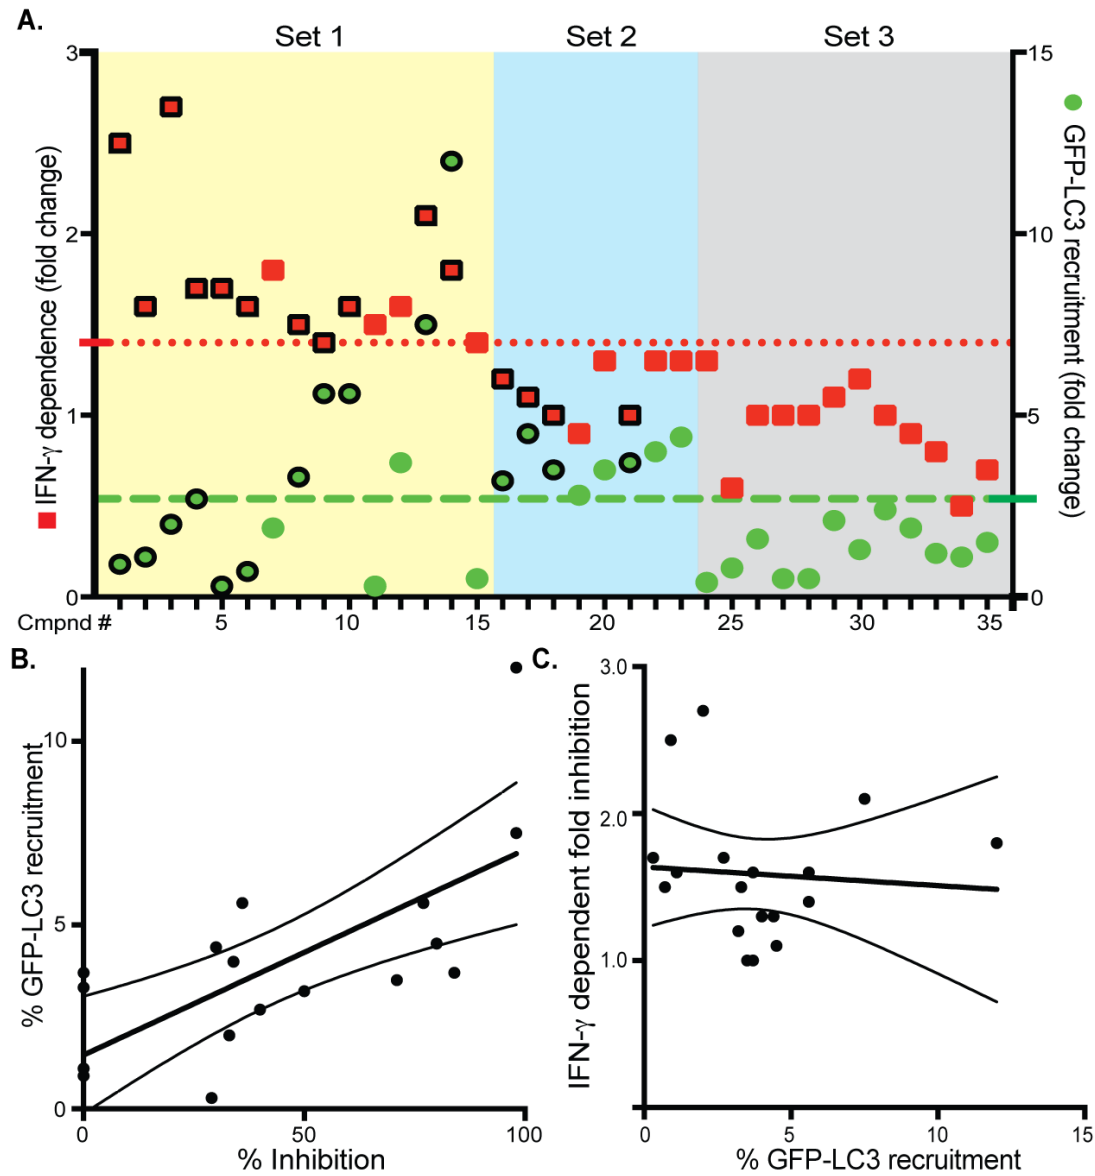 A.
Set 1 Set 2 Set 3
3 15
2 10
1 5
0 0
IFN-γ dependence (fold change)
GFP-LC3 recruitment (fold change)
Cmpnd # 5 10 15 20 25 30 35
B.
10
5
0
% GFP-LC3 recruitment
0 50 100
% Inhibition
C.
3.0
2.0
1.0
IFN-γ dependent fold inhibition
0 5 10 15
% GFP-LC3 recruitment